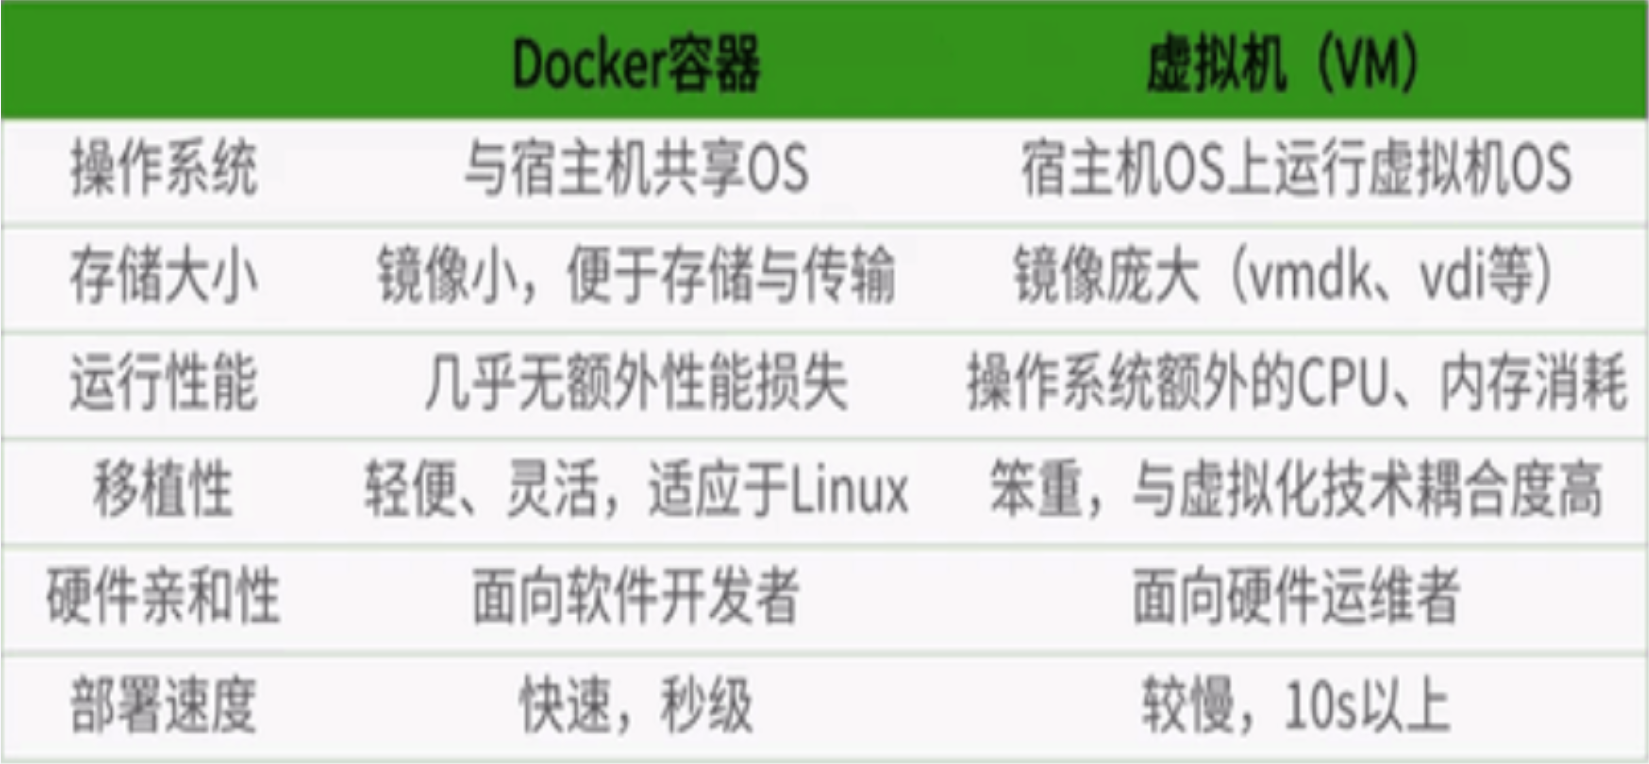 Docker容器 虚拟机（VM）
操作系统 与宿主机共享OS 宿主机OS上运行虚拟机OS
存储大小 镜像小，便于存储与传输 镜像庞大（vmdk、vdi等）
运行性能 几乎无额外性能损失 操作系统额外的CPU、内存消耗
移植性 轻便、灵活，适应于Linux 笨重，与虚拟化技术耦合度高
硬件亲和性 面向软件开发者 面向硬件运维者
部署速度 快速，秒级 较慢，10s以上